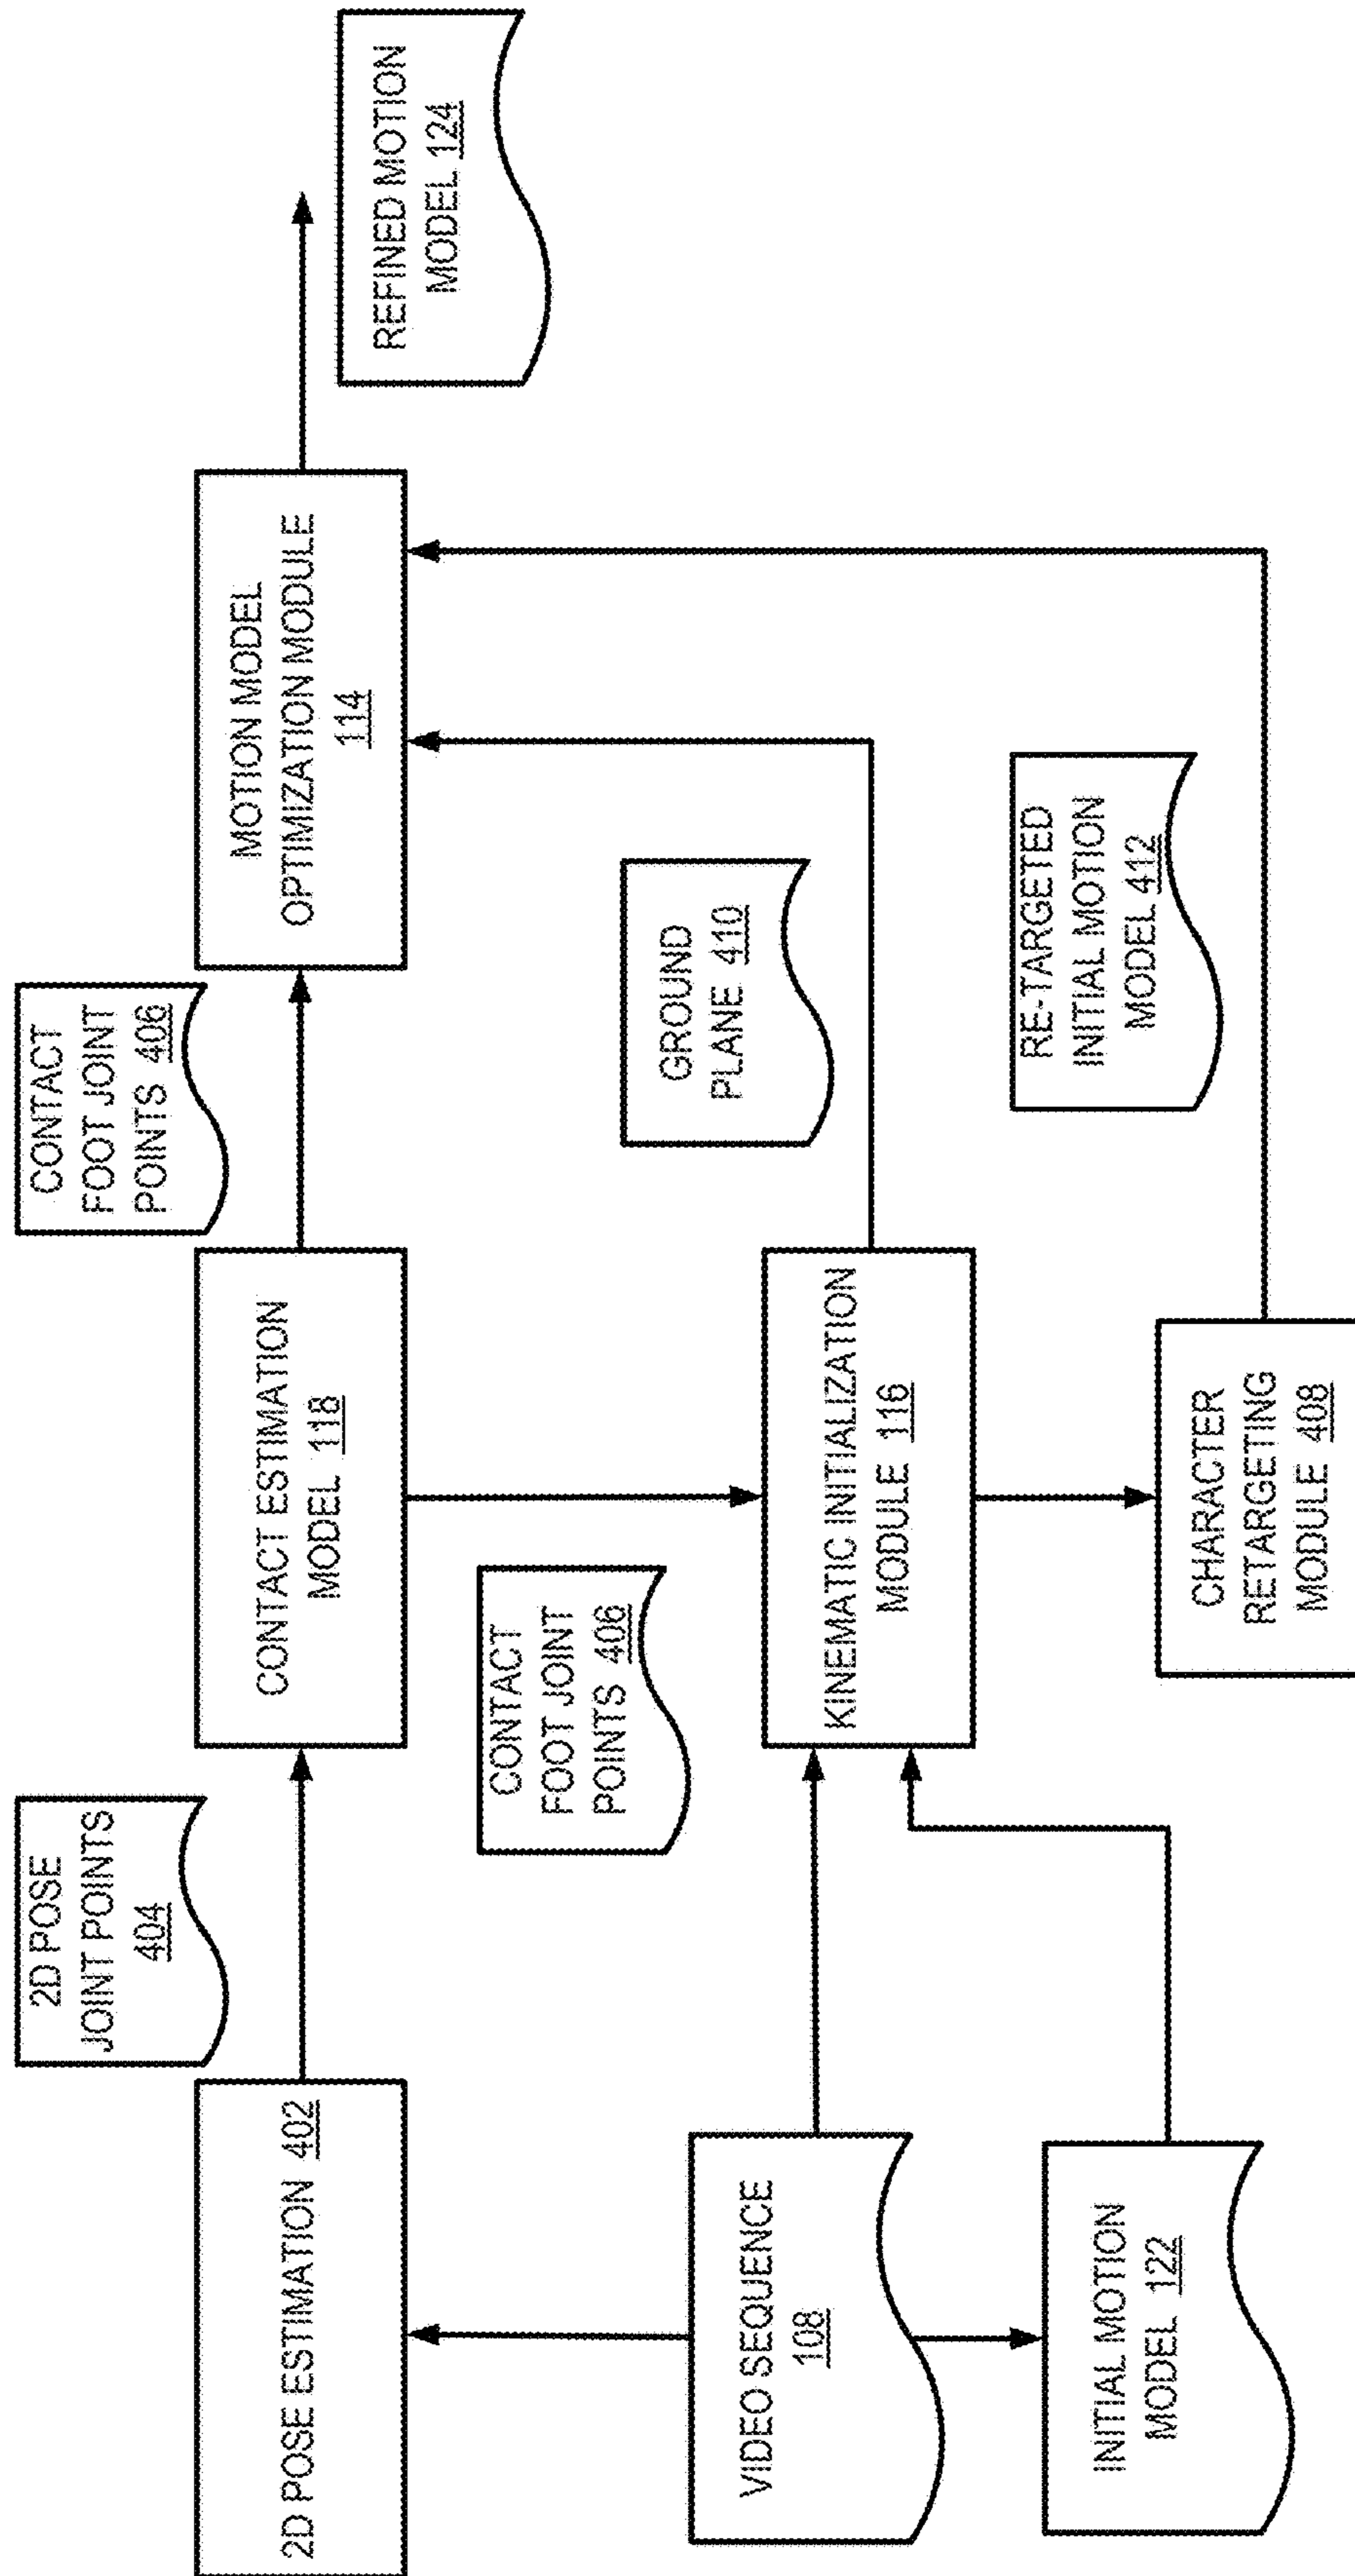 2D POSE
JOINT POINTS
404
CONTACT
FOOT JOINT
POINTS 406
2D POSE ESTIMATION 402
CONTACT ESTIMATION
MODEL 118
MOTION MODEL
OPTIMIZATION MODULE
114
REFINED MOTION
MODEL 124
CONTACT
FOOT JOINT
POINTS 406
GROUND
PLANE 410
VIDEO SEQUENCE
108
KINEMATIC INITIALIZATION
MODULE 116
RE-TARGETED
INITIAL MOTION
MODEL 412
INITIAL MOTION
MODEL 122
CHARACTER
RETARGETING
MODULE 408